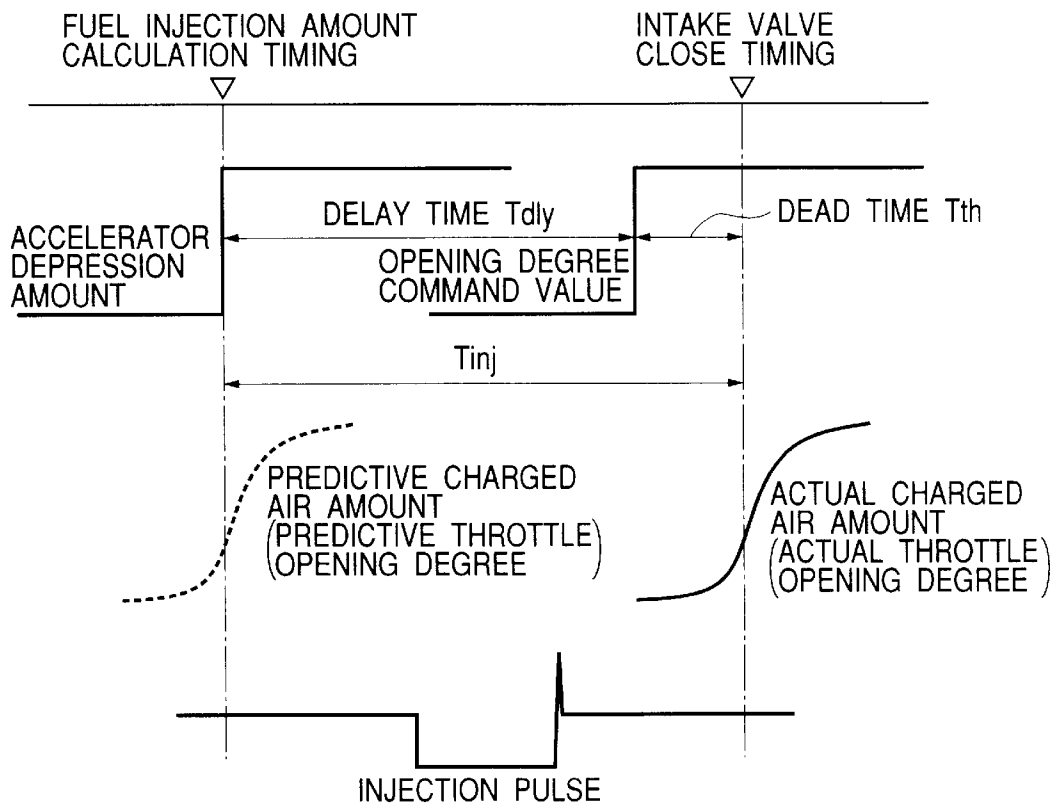 FUEL INJECTION AMOUNT
CALCULATION TIMING
INTAKE VALVE
CLOSE TIMING
DELAY TIME Tdly
DEAD TIME Tth
ACCELERATOR
DEPRESSION
AMOUNT
OPENING DEGREE
COMMAND VALUE
Tinj
PREDICTIVE CHARGED
AIR AMOUNT
(PREDICTIVE THROTTLE
OPENING DEGREE)
ACTUAL CHARGED
AIR AMOUNT
(ACTUAL THROTTLE
OPENING DEGREE)
INJECTION PULSE